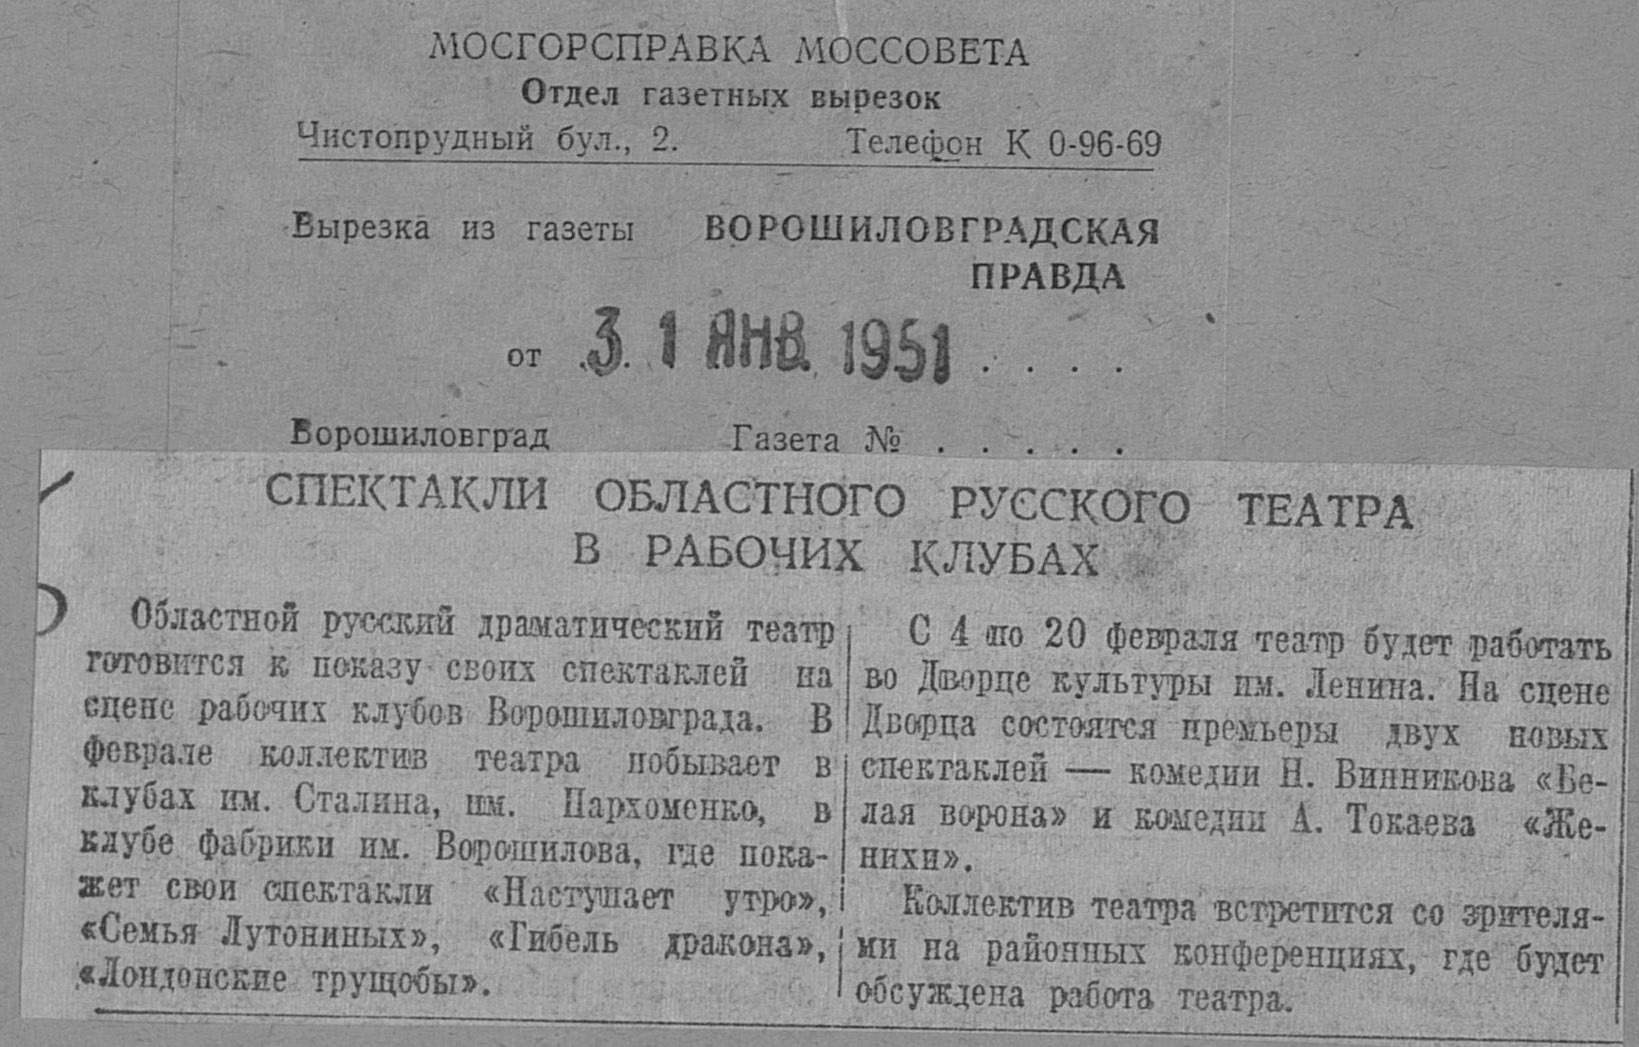 МОСГОРСПРАВКА МОССОВЕТА
Отдел газетных вырезок
Чистопрудный бул., 2. Телефон К 0-96-69
Вырезка из газеты ВОРОШИЛОВГРАДСКАЯ
ПРАВДА
от 31 ЯНВ. 1951 . . . .
Ворошиловград Газета № . . . . .
СПЕКТАКЛИ ОБЛАСТНОГО РУССКОГО ТЕАТРА
В РАБОЧИХ КЛУБАХ
Областной русский драматический театр
готовится к показу своих спектаклей на
сцене рабочих клубов Ворошиловграда. В
феврале коллектив театра побывает в
клубах им. Сталина, им. Пархоменко, в
клубе фабрики им. Ворошилова, где пока-
жет свои спектакли «Наступает утро»,
«Семья Лутониных», «Гибель дракона»,
«Лондонские трущобы».
С 4 по 20 февраля театр будет работать
во Дворце культуры им. Ленина. На сцене
Дворца состоятся премьеры двух новых
спектаклей — комедии Н. Винникова «Бе-
лая ворона» и комедии А. Токаева «Же-
нихи».
Коллектив театра встретится со зрителя-
ми на районных конференциях, где будет
обсуждена работа театра.